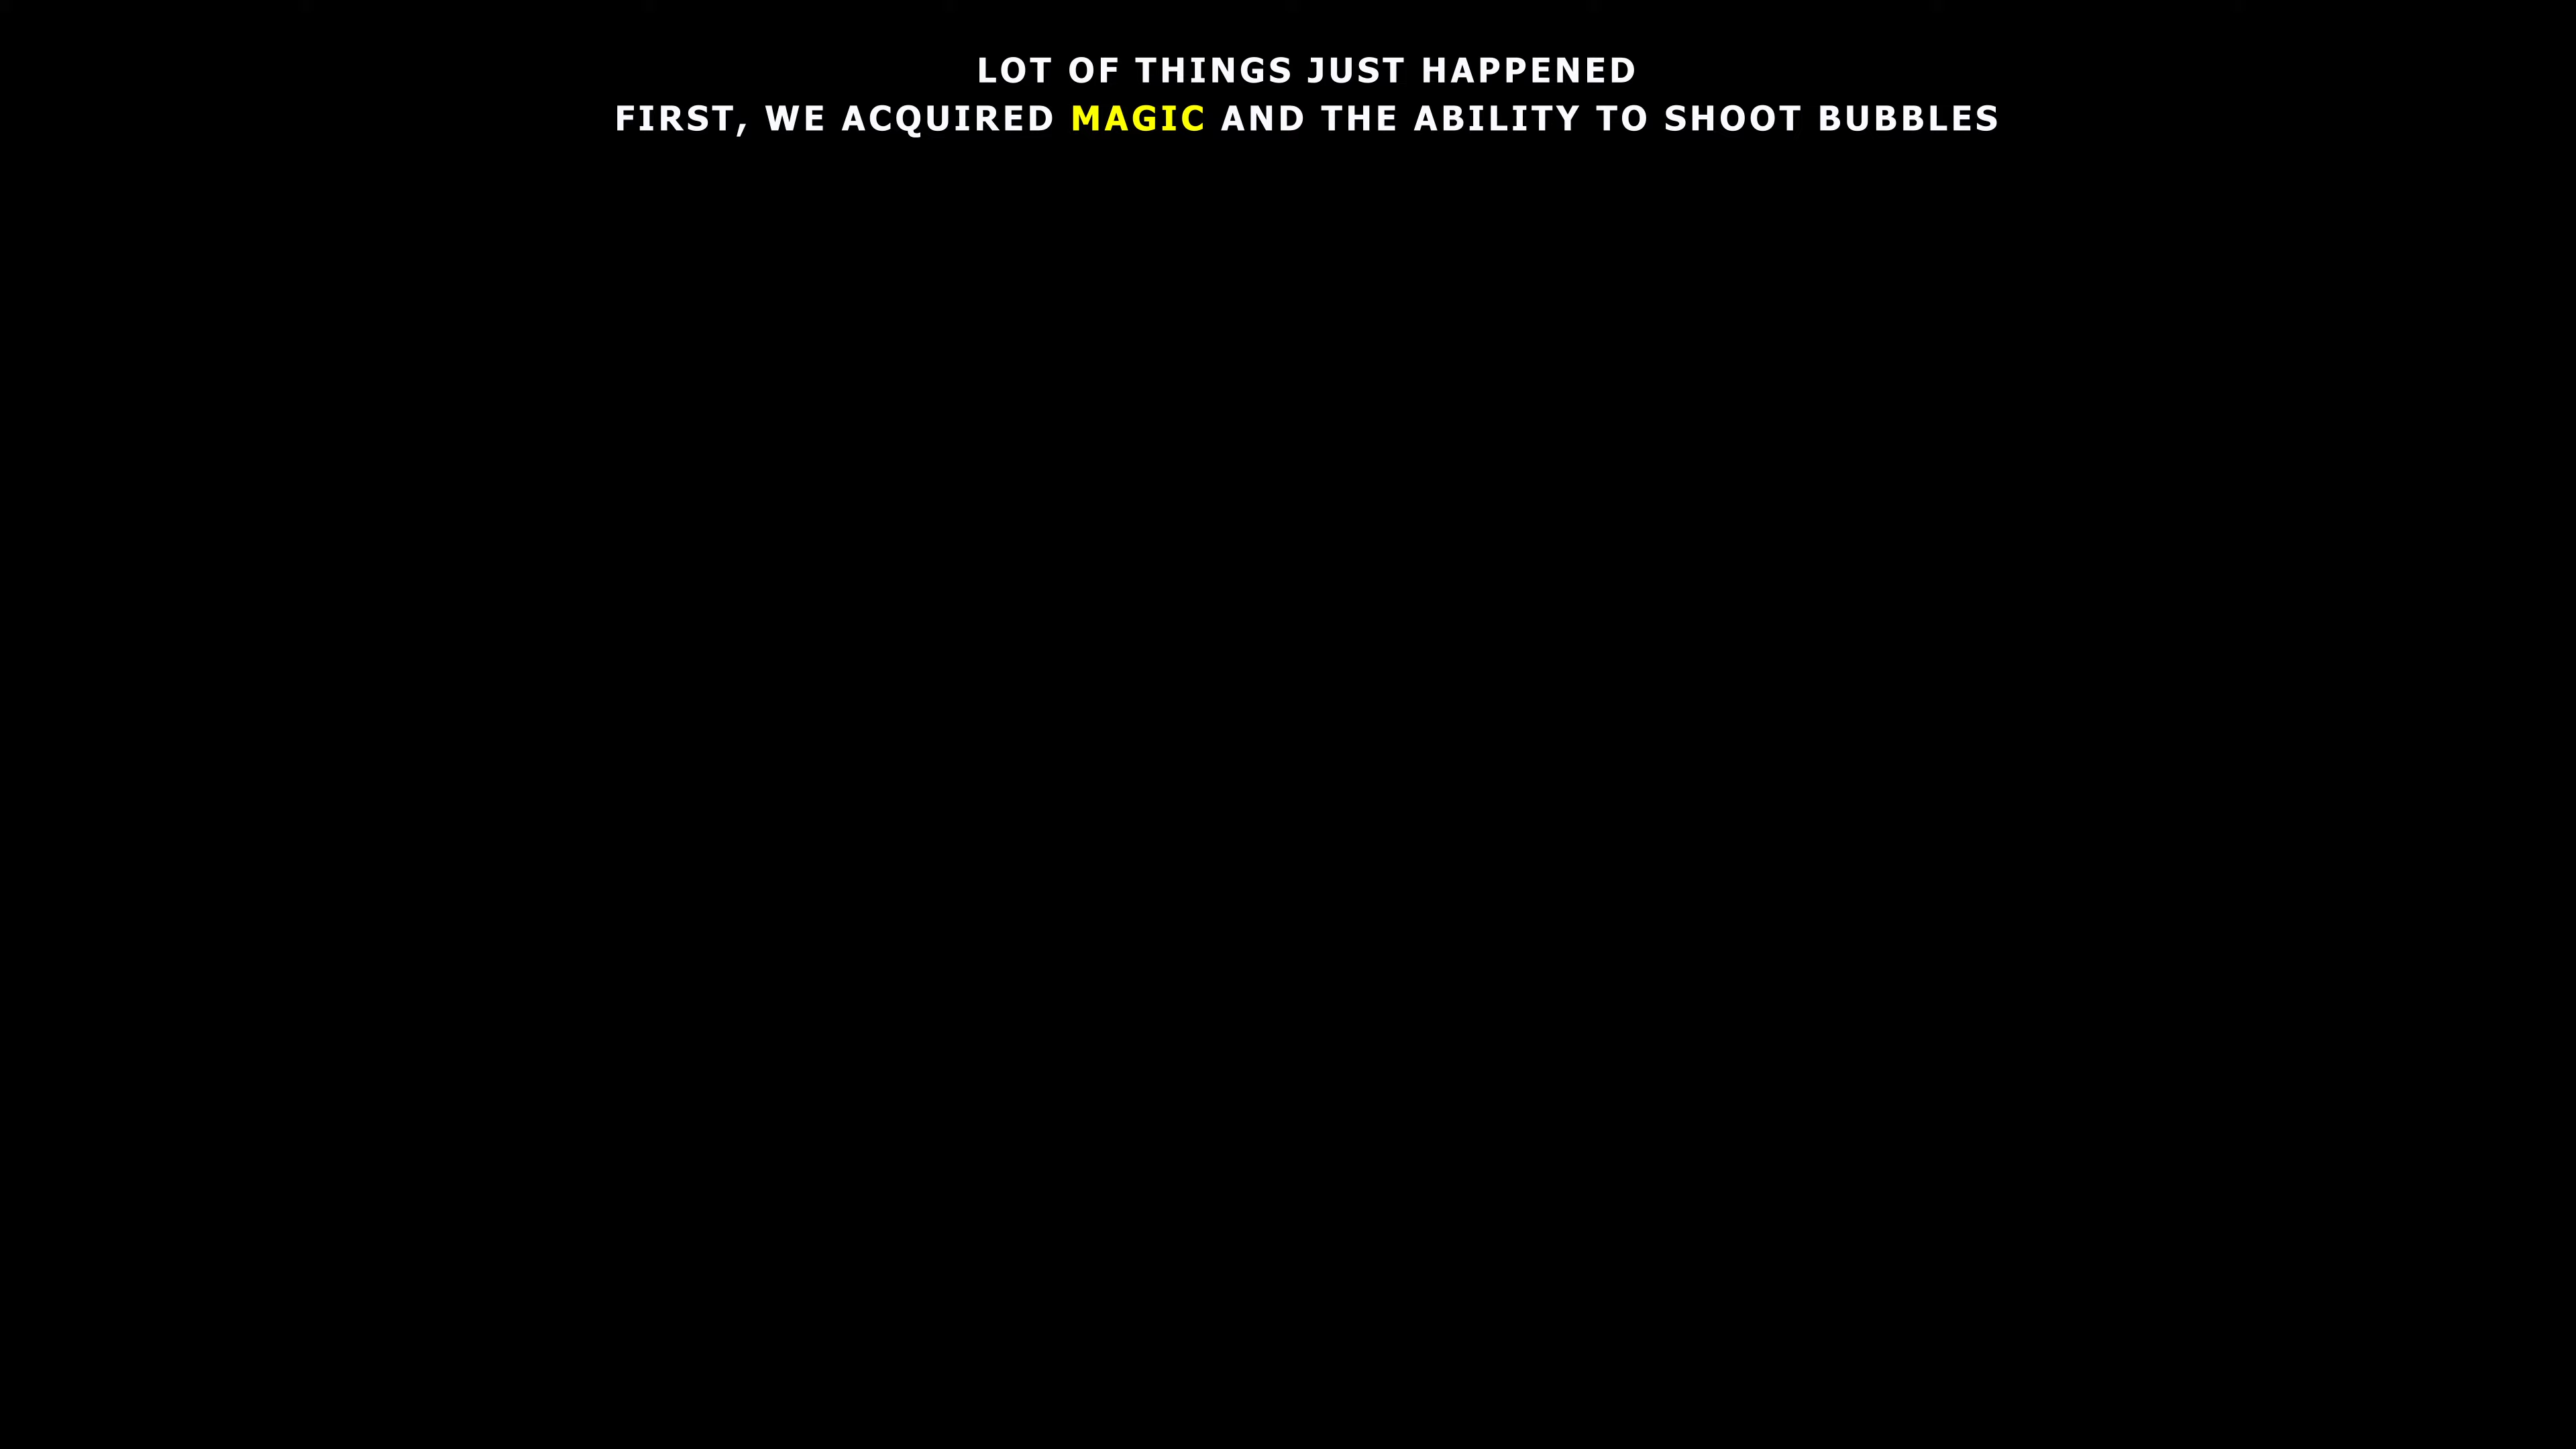 LOT OF THINGS JUST HAPPENED
FIRST, WE ACQUIRED MAGIC AND THE ABILITY TO SHOOT BUBBLES